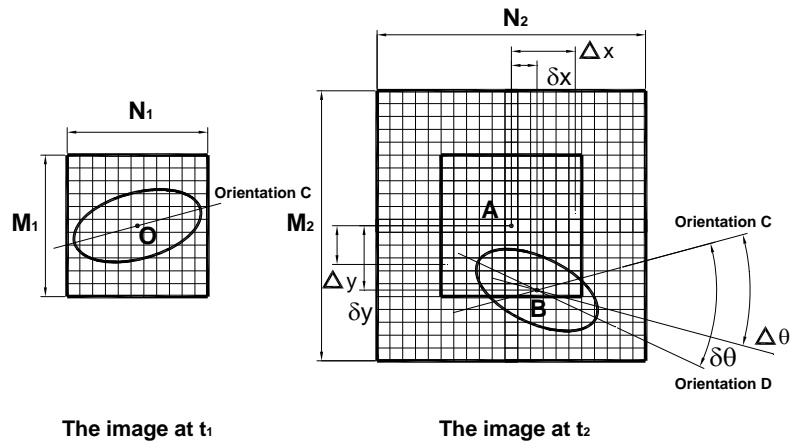 N₂
Δx
δx
N₁
Orientation C
M₁
O
M₂
A
Orientation C
Δy
B
δy
Δθ
δθ
Orientation D
The image at t₁
The image at t₂